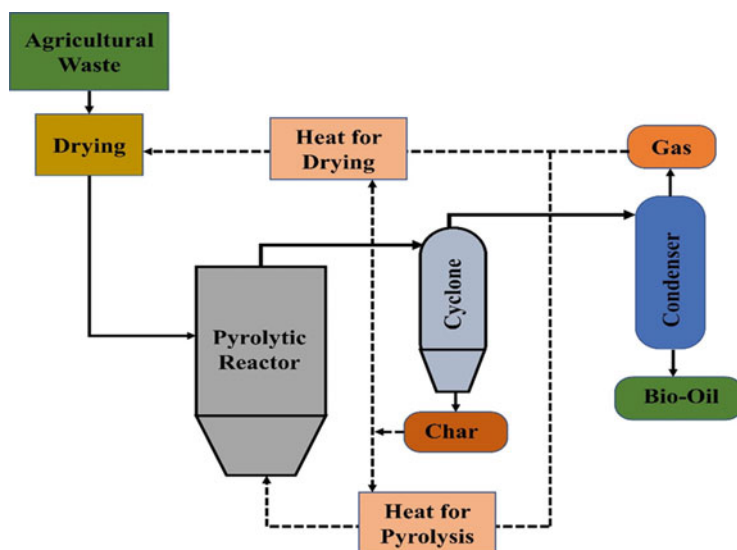 Agricultural
Waste
Drying
Heat for
Drying
Gas
Pyrolytic
Reactor
Cyclone
Condenser
Char
Bio-Oil
Heat for
Pyrolysis